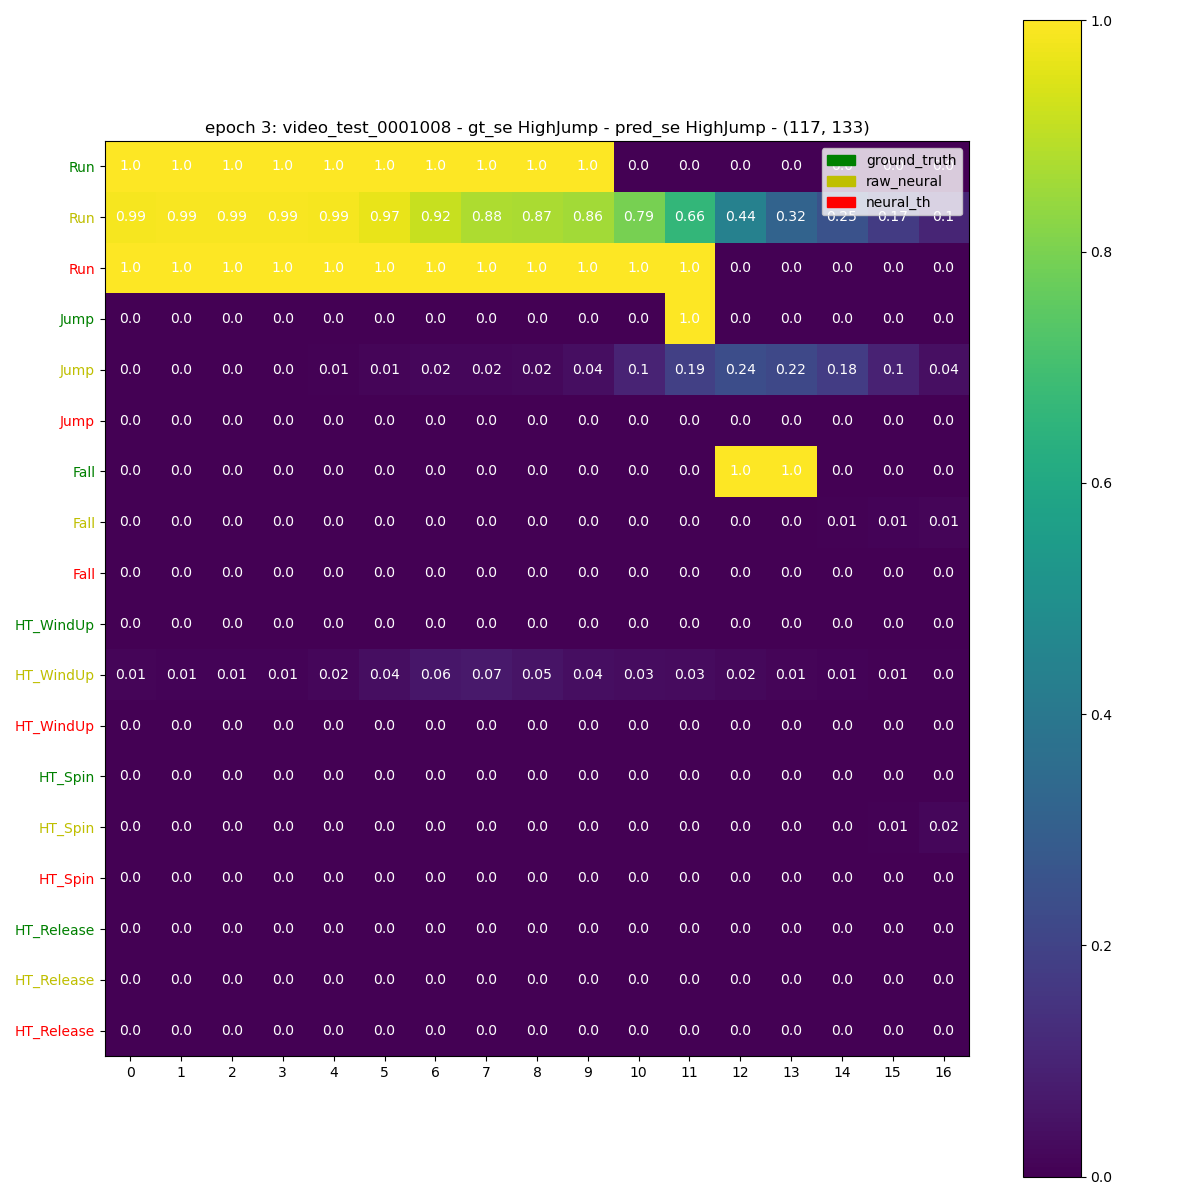 epoch 3: video_test_0001008 - gt_se HighJump - pred_se HighJump - (117, 133)
ground_truth
raw_neural
neural_th
Run 1.0 1.0 1.0 1.0 1.0 1.0 1.0 1.0 1.0 1.0 0.0 0.0 0.0 0.0 0.0
Run 0.99 0.99 0.99 0.99 0.99 0.97 0.92 0.88 0.87 0.86 0.79 0.66 0.44 0.32 0.25 0.17 0.1
Run 1.0 1.0 1.0 1.0 1.0 1.0 1.0 1.0 1.0 1.0 1.0 1.0 0.0 0.0 0.0 0.0 0.0
Jump 0.0 0.0 0.0 0.0 0.0 0.0 0.0 0.0 0.0 0.0 0.0 1.0 0.0 0.0 0.0 0.0 0.0
Jump 0.0 0.0 0.0 0.0 0.01 0.01 0.02 0.02 0.02 0.04 0.1 0.19 0.24 0.22 0.18 0.1 0.04
Jump 0.0 0.0 0.0 0.0 0.0 0.0 0.0 0.0 0.0 0.0 0.0 0.0 0.0 0.0 0.0 0.0 0.0
Fall 0.0 0.0 0.0 0.0 0.0 0.0 0.0 0.0 0.0 0.0 0.0 0.0 1.0 1.0 0.0 0.0 0.0
Fall 0.0 0.0 0.0 0.0 0.0 0.0 0.0 0.0 0.0 0.0 0.0 0.0 0.0 0.0 0.01 0.01 0.01
Fall 0.0 0.0 0.0 0.0 0.0 0.0 0.0 0.0 0.0 0.0 0.0 0.0 0.0 0.0 0.0 0.0 0.0
HT_WindUp 0.0 0.0 0.0 0.0 0.0 0.0 0.0 0.0 0.0 0.0 0.0 0.0 0.0 0.0 0.0 0.0 0.0
HT_WindUp 0.01 0.01 0.01 0.01 0.02 0.04 0.06 0.07 0.05 0.04 0.03 0.03 0.02 0.01 0.01 0.01 0.0
HT_WindUp 0.0 0.0 0.0 0.0 0.0 0.0 0.0 0.0 0.0 0.0 0.0 0.0 0.0 0.0 0.0 0.0 0.0
HT_Spin 0.0 0.0 0.0 0.0 0.0 0.0 0.0 0.0 0.0 0.0 0.0 0.0 0.0 0.0 0.0 0.0 0.0
HT_Spin 0.0 0.0 0.0 0.0 0.0 0.0 0.0 0.0 0.0 0.0 0.0 0.0 0.0 0.0 0.0 0.01 0.02
HT_Spin 0.0 0.0 0.0 0.0 0.0 0.0 0.0 0.0 0.0 0.0 0.0 0.0 0.0 0.0 0.0 0.0 0.0
HT_Release 0.0 0.0 0.0 0.0 0.0 0.0 0.0 0.0 0.0 0.0 0.0 0.0 0.0 0.0 0.0 0.0 0.0
HT_Release 0.0 0.0 0.0 0.0 0.0 0.0 0.0 0.0 0.0 0.0 0.0 0.0 0.0 0.0 0.0 0.0 0.0
HT_Release 0.0 0.0 0.0 0.0 0.0 0.0 0.0 0.0 0.0 0.0 0.0 0.0 0.0 0.0 0.0 0.0 0.0
0 1 2 3 4 5 6 7 8 9 10 11 12 13 14 15 16
1.0
0.8
0.6
0.4
0.2
0.0